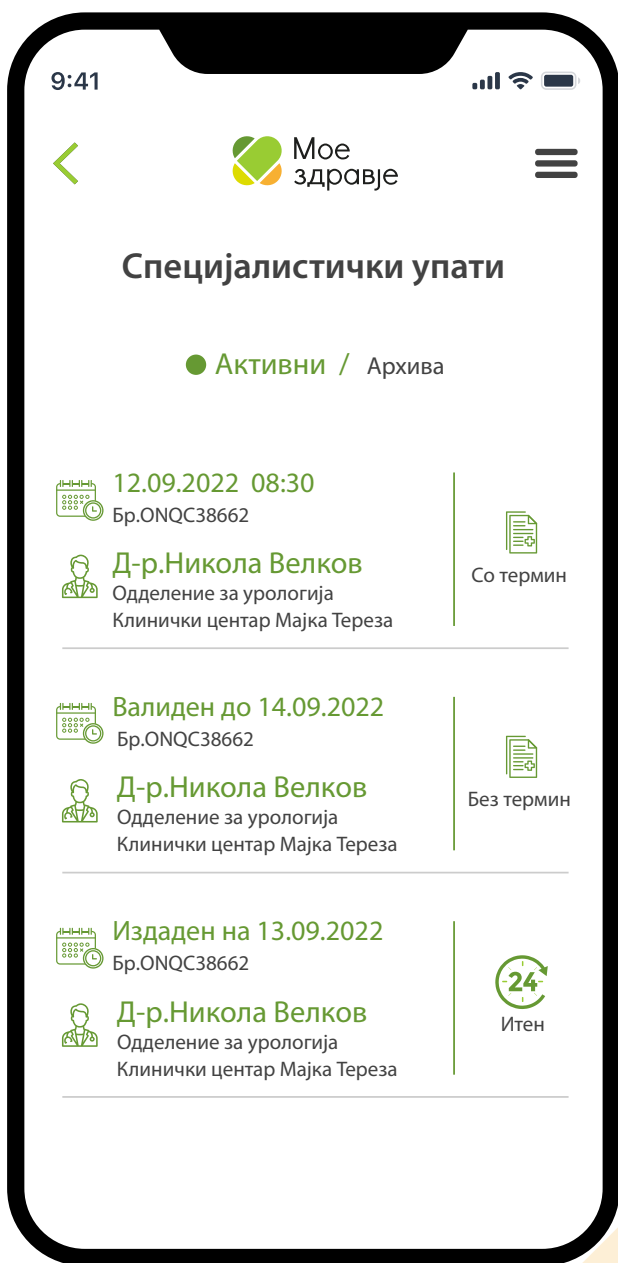 9:41
Мое
здравје
Специјалистички упати
Активни / Архива
12.09.2022 08:30
Бр.ONQC38662
Д-р.Никола Велков
Одделение за урологија
Клинички центар Мајка Тереза
Со термин
Валиден до 14.09.2022
Бр.ONQC38662
Д-р.Никола Велков
Одделение за урологија
Клинички центар Мајка Тереза
Без термин
Издаден на 13.09.2022
Бр.ONQC38662
Д-р.Никола Велков
Одделение за урологија
Клинички центар Мајка Тереза
24
Итен